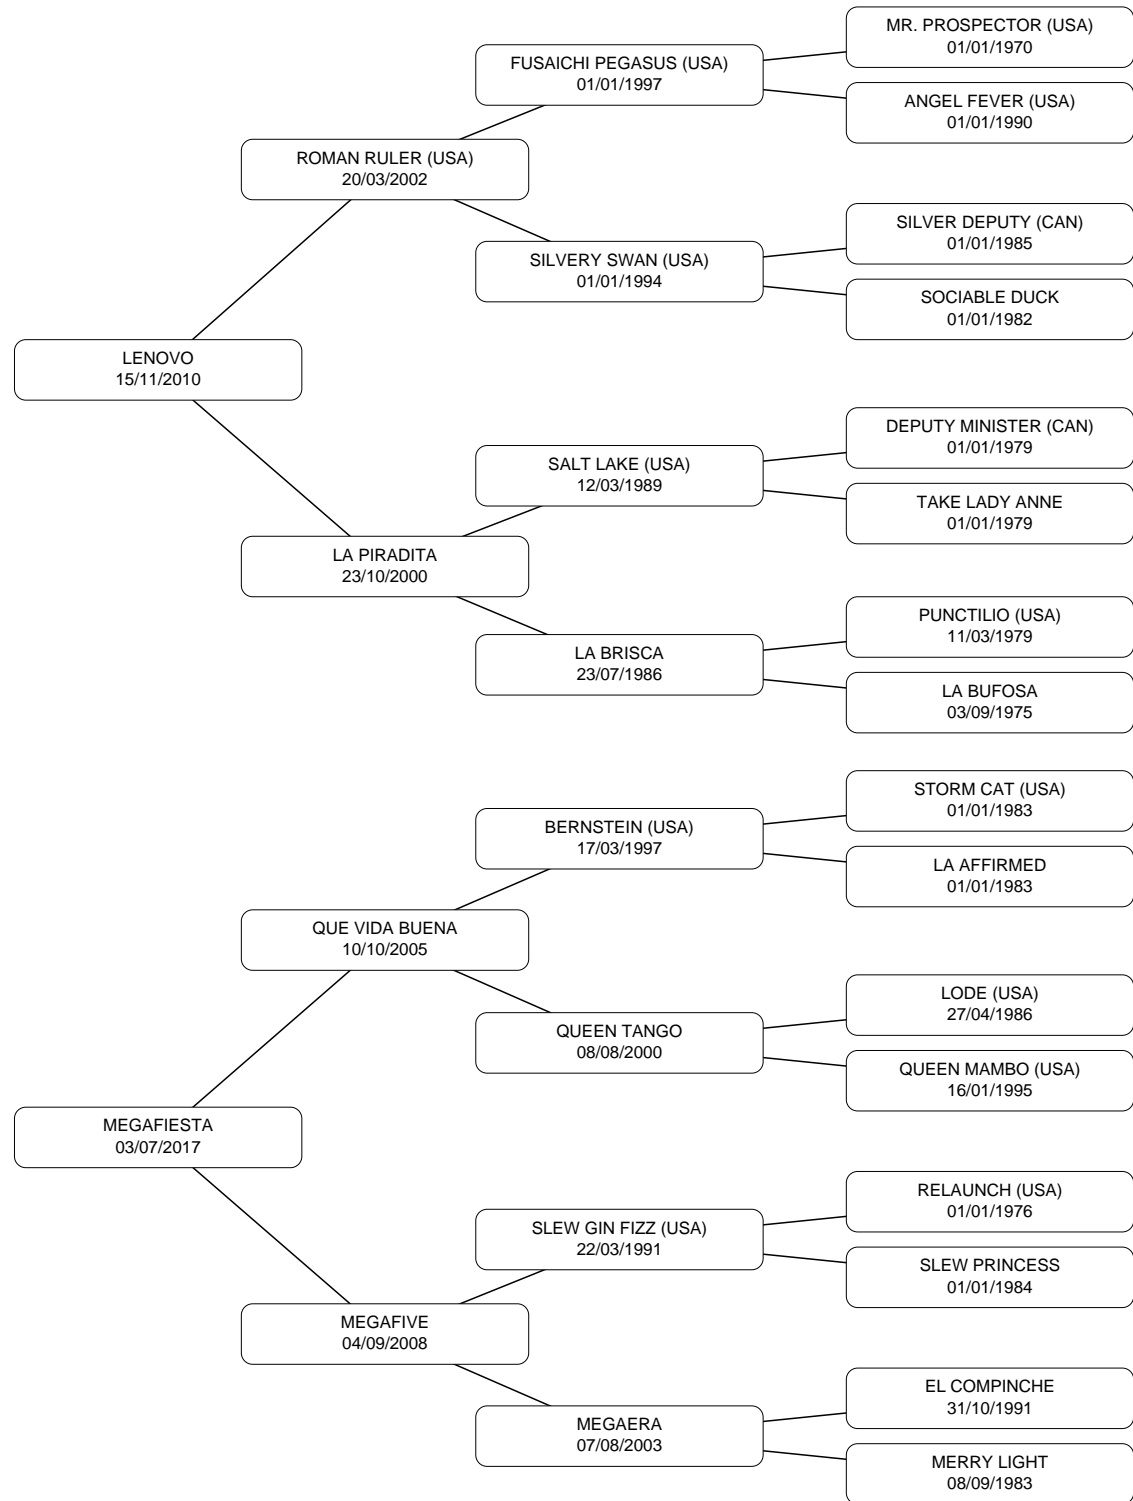 MR. PROSPECTOR (USA)
01/01/1970
FUSAICHI PEGASUS (USA)
01/01/1997
ANGEL FEVER (USA)
01/01/1990
ROMAN RULER (USA)
20/03/2002
SILVER DEPUTY (CAN)
01/01/1985
SILVERY SWAN (USA)
01/01/1994
SOCIABLE DUCK
01/01/1982
LENOVO
15/11/2010
DEPUTY MINISTER (CAN)
01/01/1979
SALT LAKE (USA)
12/03/1989
TAKE LADY ANNE
01/01/1979
LA PIRADITA
23/10/2000
PUNCTILIO (USA)
11/03/1979
LA BRISCA
23/07/1986
LA BUFOSA
03/09/1975
STORM CAT (USA)
01/01/1983
BERNSTEIN (USA)
17/03/1997
LA AFFIRMED
01/01/1983
QUE VIDA BUENA
10/10/2005
LODE (USA)
27/04/1986
QUEEN TANGO
08/08/2000
QUEEN MAMBO (USA)
16/01/1995
MEGAFIESTA
03/07/2017
RELAUNCH (USA)
01/01/1976
SLEW GIN FIZZ (USA)
22/03/1991
SLEW PRINCESS
01/01/1984
MEGAFIVE
04/09/2008
EL COMPINCHE
31/10/1991
MEGAERA
07/08/2003
MERRY LIGHT
08/09/1983